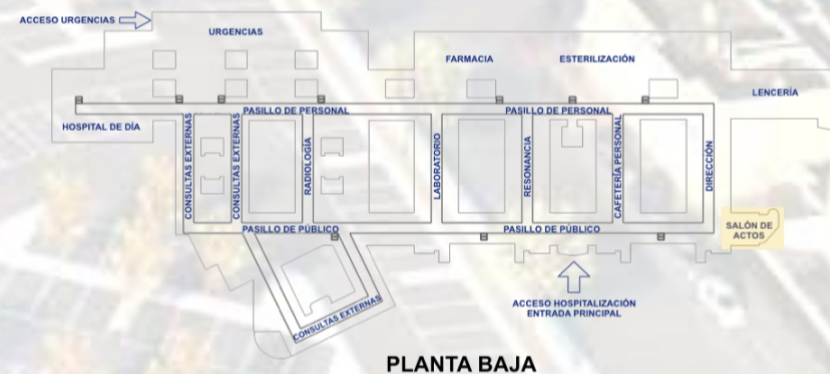 ACCESO URGENCIAS
URGENCIAS
FARMACIA
ESTERILIZACIÓN
LENCERÍA
PASILLO DE PERSONAL
PASILLO DE PERSONAL
HOSPITAL DE DÍA
CONSULTAS EXTERNAS
CONSULTAS EXTERNAS
RADIOLOGÍA
LABORATORIO
RESONANCIA
CAFETERÍA PERSONAL
DIRECCIÓN
PASILLO DE PÚBLICO
PASILLO DE PÚBLICO
SALÓN DE
ACTOS
CONSULTAS EXTERNAS
ACCESO HOSPITALIZACIÓN
ENTRADA PRINCIPAL
PLANTA BAJA